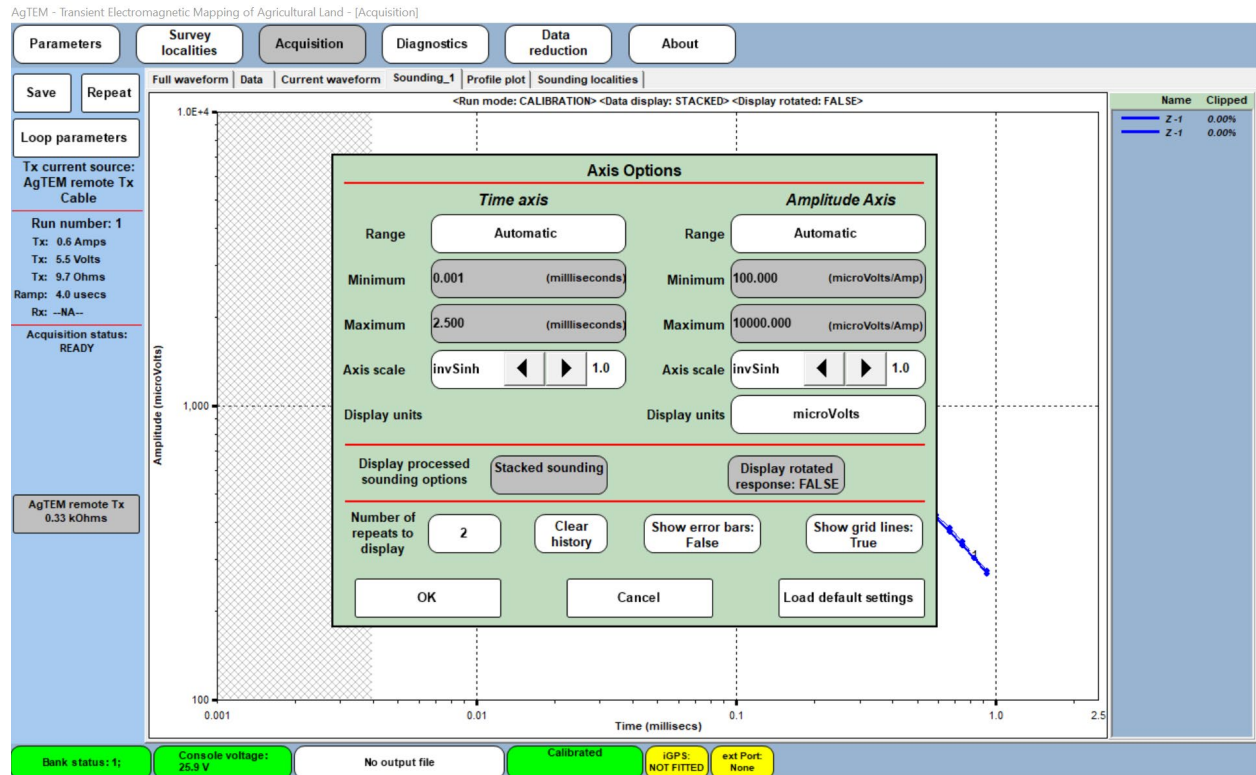 AgTEM - Transient Electromagnetic Mapping of Agricultural Land - [Acquisition]
Parameters
Survey
localities
Acquisition
Diagnostics
Data
reduction
About
Save
Repeat
Loop parameters
Tx current source:
AgTEM remote Tx
Cable
Run number: 1
Tx: 0.6 Amps
Tx: 5.5 Volts
Tx: 9.7 Ohms
Ramp: 4.0 usecs
Rx: --NA--
Acquisition status:
READY
AgTEM remote Tx
0.33 kOhms
Full waveform
Data
Current waveform
Sounding_1
Profile plot
Sounding localities
<Run mode: CALIBRATION> <Data display: STACKED> <Display rotated: FALSE>
1.0E+4
1,000
100
Amplitude (microVolts)
0.001
0.01
0.1
1.0
2.5
Time (millisecs)
1
Name Clipped
Z -1 0.00%
Z -1 0.00%
Axis Options
Time axis
Amplitude Axis
Range Automatic
Range Automatic
Minimum 0.001 (millliseconds)
Minimum 100.000 (microVolts/Amp)
Maximum 2.500 (millliseconds)
Maximum 10000.000 (microVolts/Amp)
Axis scale invSinh 1.0
Axis scale invSinh 1.0
Display units
Display units microVolts
Display processed
sounding options
Stacked sounding
Display rotated
response: FALSE
Number of
repeats to
display
2
Clear
history
Show error bars:
False
Show grid lines:
True
OK
Cancel
Load default settings
Bank status: 1;
Console voltage:
25.9 V
No output file
Calibrated
iGPS:
NOT FITTED
ext Port:
None